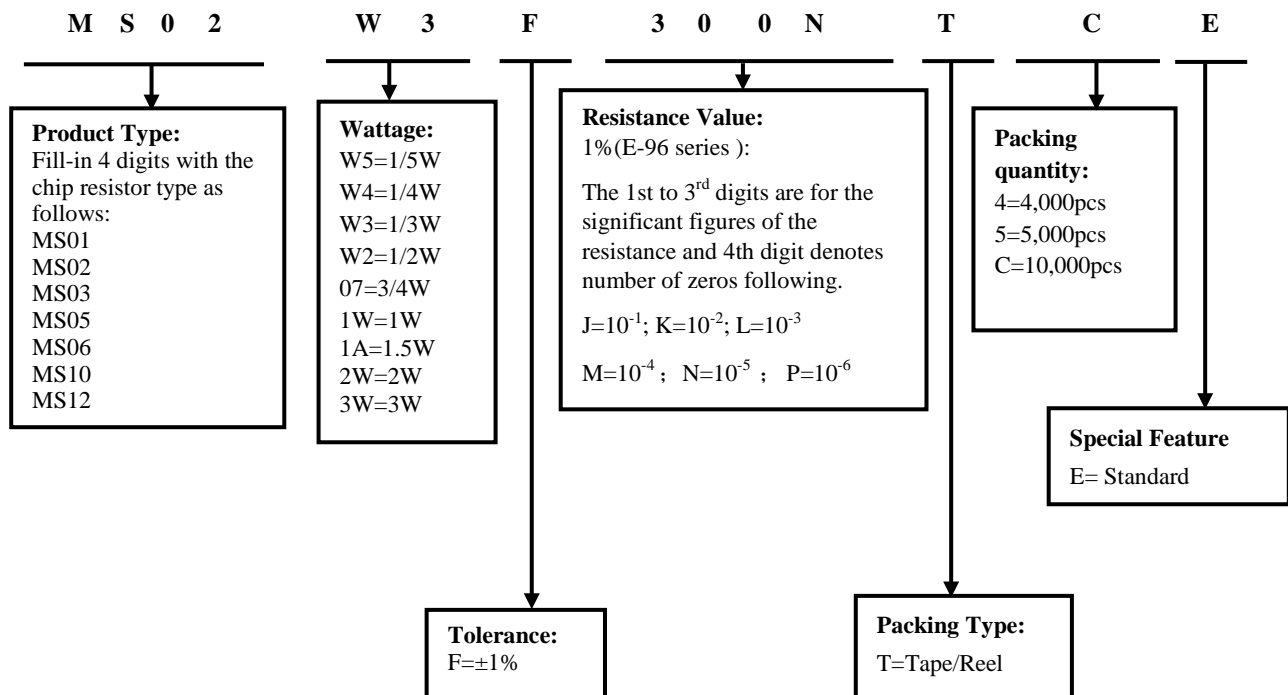 M S 0 2 W 3 F 3 0 0 N T C E
Product Type:
Fill-in 4 digits with the
chip resistor type as
follows:
MS01
MS02
MS03
MS05
MS06
MS10
MS12
Wattage:
W5=1/5W
W4=1/4W
W3=1/3W
W2=1/2W
07=3/4W
1W=1W
1A=1.5W
2W=2W
3W=3W
Resistance Value:
1%(E-96 series ):
The 1st to 3rd digits are for the
significant figures of the
resistance and 4th digit denotes
number of zeros following.
J=10-1; K=10-2; L=10-3
M=10-4 ; N=10-5 ; P=10-6
Packing
quantity:
4=4,000pcs
5=5,000pcs
C=10,000pcs
Special Feature
E= Standard
Tolerance:
F=±1%
Packing Type:
T=Tape/Reel